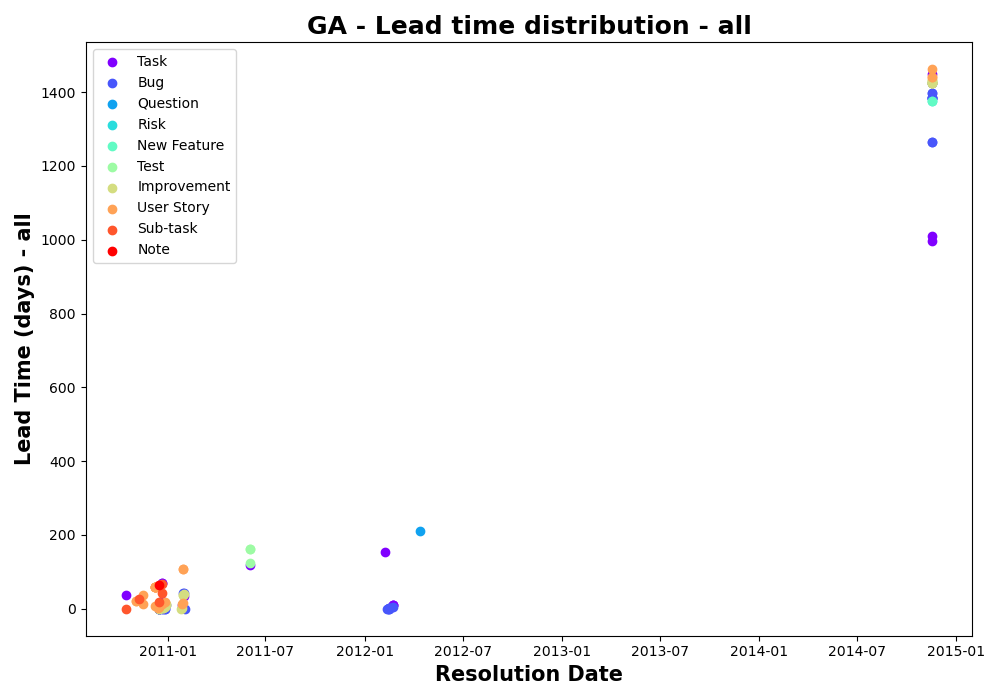 GA - Lead time distribution - all
Task
Bug
Question
Risk
New Feature
Test
Improvement
User Story
Sub-task
Note
Lead Time (days) - all
1400
1200
1000
800
600
400
200
0
2011-01
2011-07
2012-01
2012-07
2013-01
2013-07
2014-01
2014-07
2015-01
Resolution Date